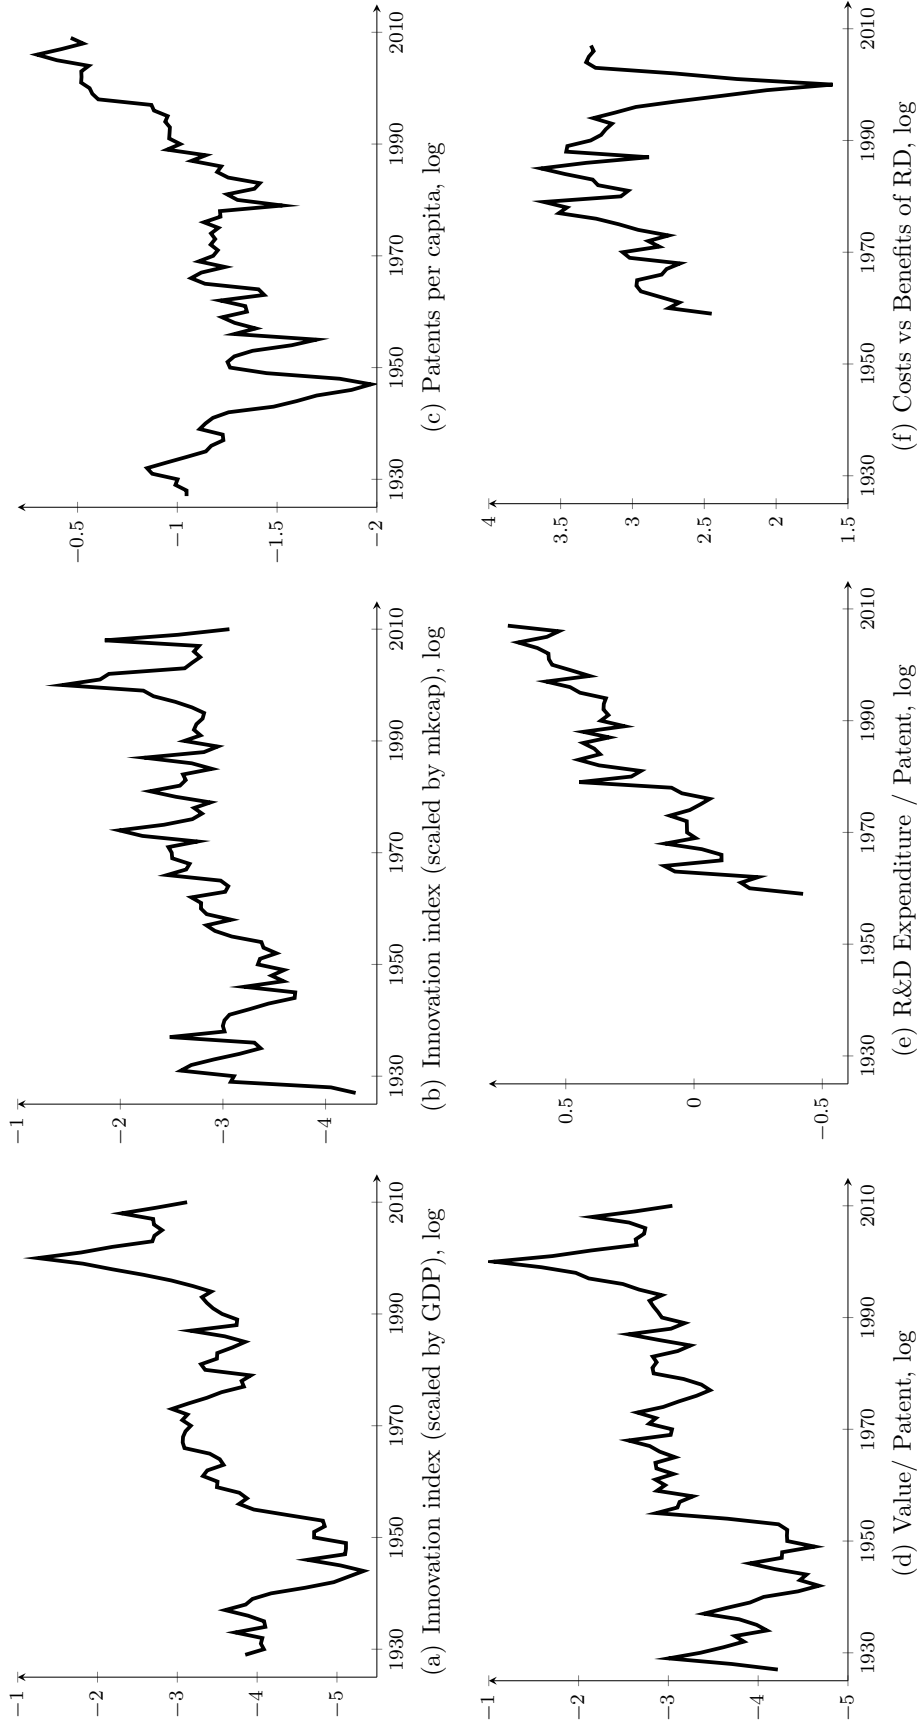 −1
−2
−3
−4
−5
1930 1950 1970 1990 2010
(a) Innovation index (scaled by GDP), log
−1
−2
−3
−4
1930 1950 1970 1990 2010
(b) Innovation index (scaled by mkcap), log
−0.5
−1
−1.5
−2
1930 1950 1970 1990 2010
(c) Patents per capita, log
−1
−2
−3
−4
−5
1930 1950 1970 1990 2010
(d) Value/ Patent, log
0.5
0
−0.5
1930 1950 1970 1990 2010
(e) R&D Expenditure / Patent, log
4
3.5
3
2.5
2
1.5
1930 1950 1970 1990 2010
(f) Costs vs Benefits of RD, log